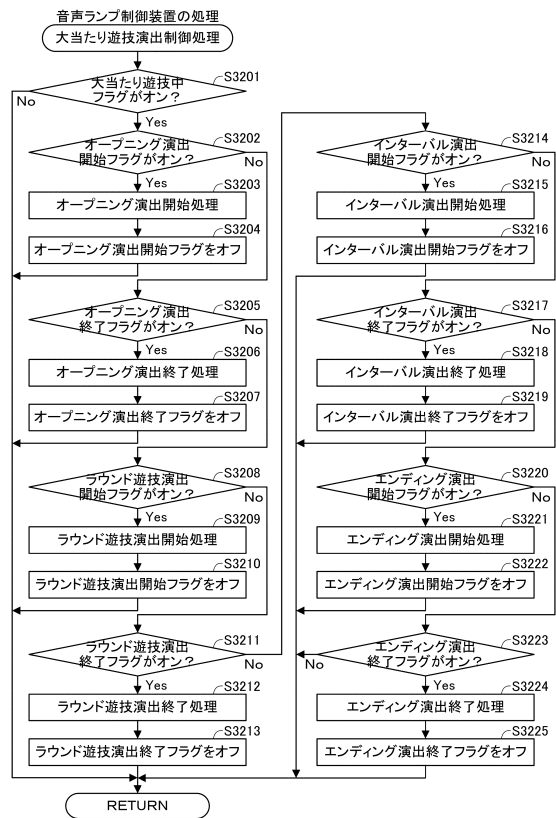 音声ランプ制御装置の処理
大当たり遊技演出制御処理
S3201
大当たり遊技中
フラグがオン？
No
Yes
S3202
オープニング演出
開始フラグがオン？
No
Yes
S3203
オープニング演出開始処理
S3204
オープニング演出開始フラグをオフ
S3205
オープニング演出
終了フラグがオン？
No
Yes
S3206
オープニング演出終了処理
S3207
オープニング演出終了フラグをオフ
S3208
ラウンド遊技演出
開始フラグがオン？
No
Yes
S3209
ラウンド遊技演出開始処理
S3210
ラウンド遊技演出開始フラグをオフ
S3211
ラウンド遊技演出
終了フラグがオン？
No
Yes
S3212
ラウンド遊技演出終了処理
S3213
ラウンド遊技演出終了フラグをオフ
S3214
インターバル演出
開始フラグがオン？
No
Yes
S3215
インターバル演出開始処理
S3216
インターバル演出開始フラグをオフ
S3217
インターバル演出
終了フラグがオン？
No
Yes
S3218
インターバル演出終了処理
S3219
インターバル演出終了フラグをオフ
S3220
エンディング演出
開始フラグがオン？
No
Yes
S3221
エンディング演出開始処理
S3222
エンディング演出開始フラグをオフ
S3223
エンディング演出
終了フラグがオン？
No
Yes
S3224
エンディング演出終了処理
S3225
エンディング演出終了フラグをオフ
RETURN